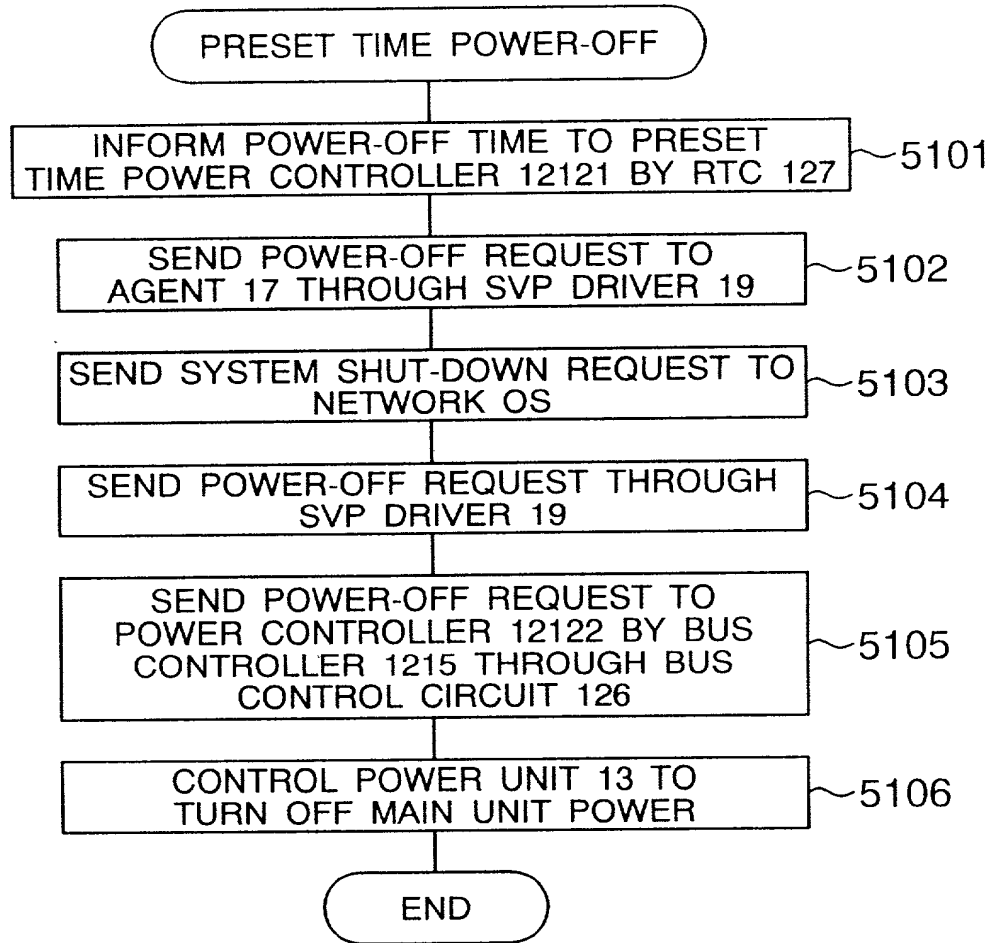 PRESET TIME POWER-OFF
INFORM POWER-OFF TIME TO PRESET
TIME POWER CONTROLLER 12121 BY RTC 127
5101
SEND POWER-OFF REQUEST TO
AGENT 17 THROUGH SVP DRIVER 19
5102
SEND SYSTEM SHUT-DOWN REQUEST TO
NETWORK OS
5103
SEND POWER-OFF REQUEST THROUGH
SVP DRIVER 19
5104
SEND POWER-OFF REQUEST TO
POWER CONTROLLER 12122 BY BUS
CONTROLLER 1215 THROUGH BUS
CONTROL CIRCUIT 126
5105
CONTROL POWER UNIT 13 TO
TURN OFF MAIN UNIT POWER
5106
END